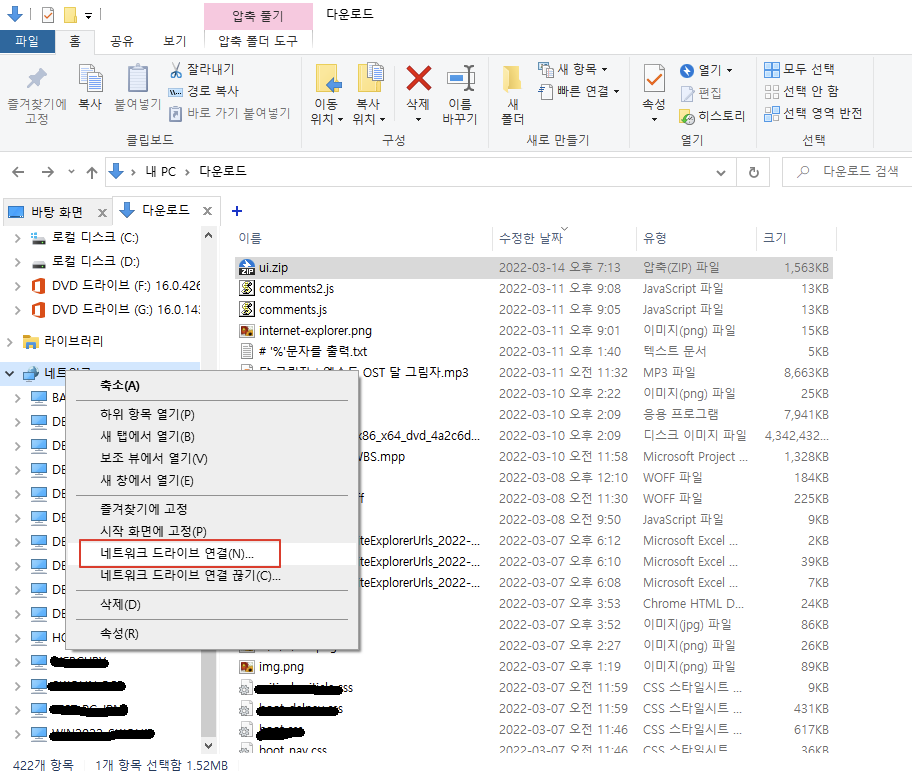 압축 풀기
다운로드
파일
홈
공유
보기
압축 폴더 도구
즐겨찾기에 고정
복사
붙여넣기
잘라내기
경로 복사
바로 가기 붙여넣기
클립보드
이동 위치
복사 위치
삭제
이름 바꾸기
구성
새 폴더
새 항목
빠른 연결
새로 만들기
속성
열기
편집
히스토리
열기
모두 선택
선택 안 함
선택 영역 반전
선택
내 PC
다운로드
다운로드 검색
바탕 화면
다운로드
로컬 디스크 (C:)
로컬 디스크 (D:)
DVD 드라이브 (F:) 16.0.426
DVD 드라이브 (G:) 16.0.143
라이브러리
BA
DE
DE
DE
DE
DE
DE
DE
DE
DE
HO
축소(A)
하위 항목 열기(P)
새 탭에서 열기(B)
보조 뷰에서 열기(V)
새 창에서 열기(E)
즐겨찾기에 고정
시작 화면에 고정(P)
네트워크 드라이브 연결(N)...
네트워크 드라이브 연결 끊기(C)...
삭제(D)
속성(R)
이름 수정한 날짜 유형 크기
ui.zip 2022-03-14 오후 7:13 압축(ZIP) 파일 1,563KB
comments2.js 2022-03-11 오후 9:08 JavaScript 파일 13KB
comments.js 2022-03-11 오후 9:05 JavaScript 파일 13KB
internet-explorer.png 2022-03-11 오후 9:01 이미지(png) 파일 15KB
# '%'문자를 출력.txt 2022-03-11 오후 1:40 텍스트 문서 5KB
OST 달 그림자.mp3 2022-03-11 오전 11:32 MP3 파일 8,663KB
2022-03-10 오후 2:22 이미지(png) 파일 25KB
2022-03-10 오후 2:09 응용 프로그램 7,941KB
x86_x64_dvd_4a2c6d... 2022-03-10 오후 2:09 디스크 이미지 파일 4,342,432...
WBS.mpp 2022-03-10 오전 11:58 Microsoft Project ... 1,328KB
2022-03-08 오후 12:10 WOFF 파일 184KB
ff 2022-03-08 오전 11:30 WOFF 파일 225KB
2022-03-08 오전 9:50 JavaScript 파일 9KB
teExplorerUrls_2022-... 2022-03-07 오후 6:12 Microsoft Excel ... 2KB
teExplorerUrls_2022-... 2022-03-07 오후 6:10 Microsoft Excel ... 39KB
teExplorerUrls_2022-... 2022-03-07 오후 6:08 Microsoft Excel ... 7KB
2022-03-07 오후 3:53 Chrome HTML D... 24KB
2022-03-07 오후 3:52 이미지(jpg) 파일 86KB
2022-03-07 오후 2:27 이미지(png) 파일 26KB
img.png 2022-03-07 오후 1:19 이미지(png) 파일 89KB
2022-03-07 오전 11:59 CSS 스타일시트 ... 9KB
2022-03-07 오전 11:59 CSS 스타일시트 ... 431KB
2022-03-07 오전 11:46 CSS 스타일시트 ... 617KB
boot_nav.css 2022-03-07 오전 11:46 CSS 스타일시트 ... 36KB
422개 항목
1개 항목 선택함 1.52MB